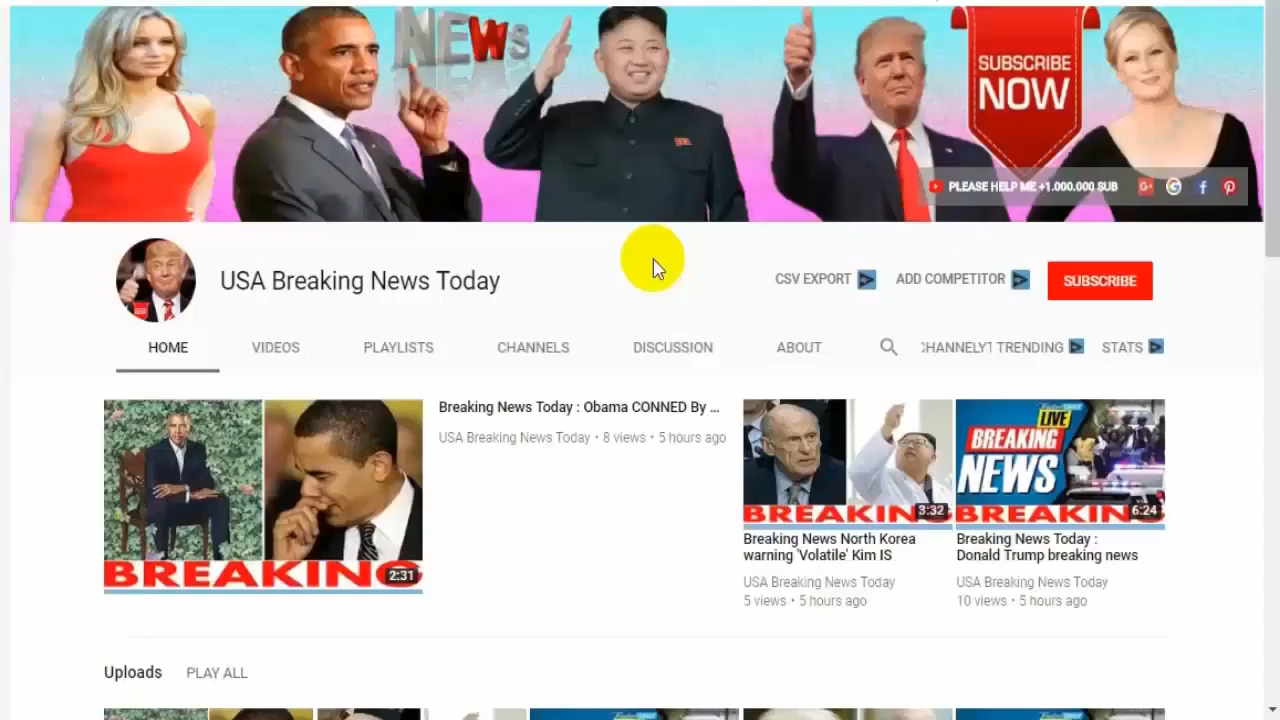 NEWS
SUBSCRIBE
NOW
PLEASE HELP ME +1.000.000 SUB
USA Breaking News Today
CSV EXPORT
ADD COMPETITOR
SUBSCRIBE
HOME
VIDEOS
PLAYLISTS
CHANNELS
DISCUSSION
ABOUT
CHANNELYT TRENDING
STATS
BREAKING
2:31
Breaking News Today : Obama CONNED By ...
USA Breaking News Today • 8 views • 5 hours ago
BREAKIN
3:32
Breaking News North Korea
warning 'Volatile' Kim IS
USA Breaking News Today
5 views • 5 hours ago
LIVE
BREAKING
NEWS
BREAKIN
6:24
Breaking News Today :
Donald Trump breaking news
USA Breaking News Today
10 views • 5 hours ago
Uploads
PLAY ALL